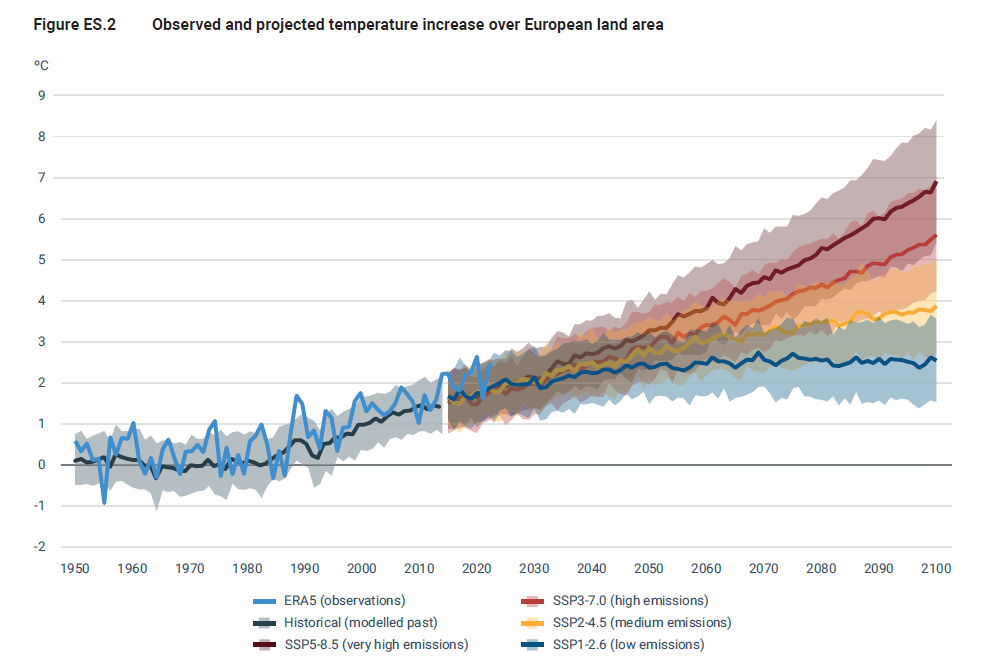 Figure ES.2 Observed and projected temperature increase over European land area
ºC
9
8
7
6
5
4
3
2
1
0
-1
-2
1950 1960 1970 1980 1990 2000 2010 2020 2030 2040 2050 2060 2070 2080 2090 2100
ERA5 (observations) SSP3-7.0 (high emissions)
Historical (modelled past) SSP2-4.5 (medium emissions)
SSP5-8.5 (very high emissions) SSP1-2.6 (low emissions)